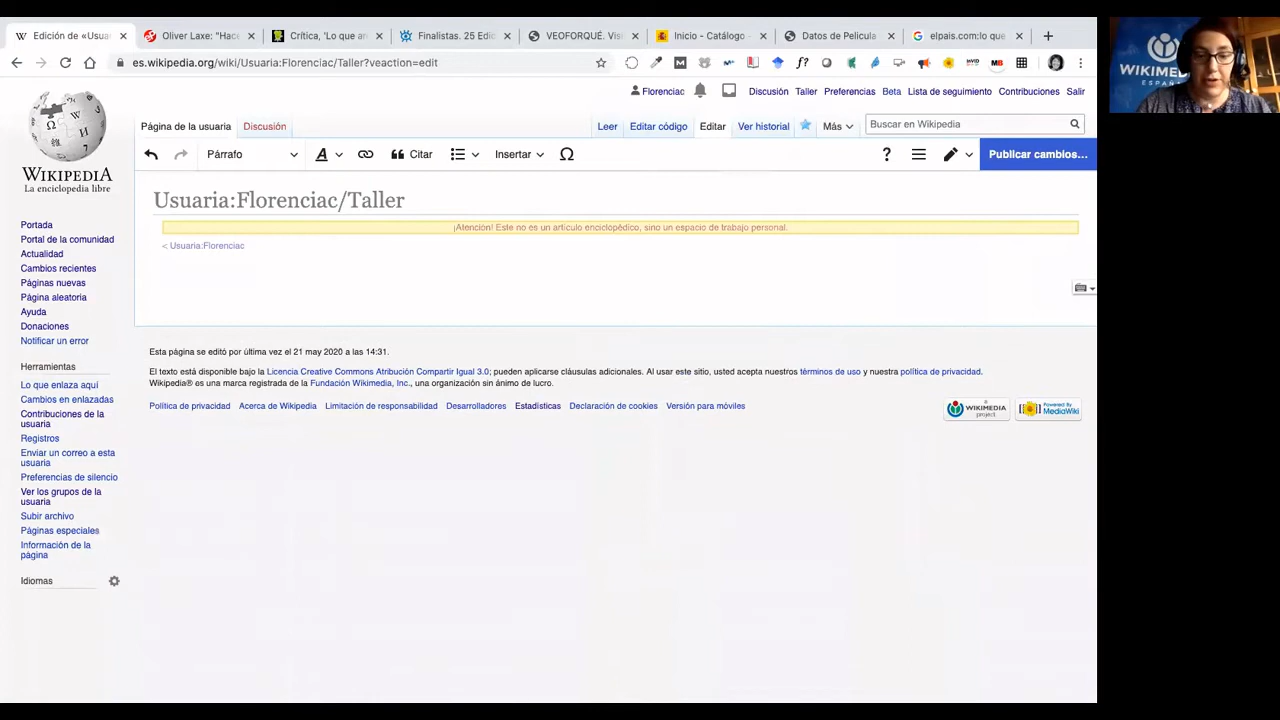 Edición de «Usua
Oliver Laxe: "Hace
Crítica, 'Lo que ar
Finalistas. 25 Edic
VEOFORQUÉ. Vis
Inicio - Catálogo
Datos de Pelicula
elpais.com:lo que
es.wikipedia.org/wiki/Usuaria:Florenciac/Taller?veaction=edit
WIKIPEDIA
La enciclopedia libre
Florenciac
Discusión
Taller
Preferencias
Beta
Lista de seguimiento
Contribuciones
Salir
Página de la usuaria
Discusión
Leer
Editar código
Editar
Ver historial
Más
Buscar en Wikipedia
Párrafo
A
Citar
Insertar
Ω
?
Publicar cambios...
Usuaria:Florenciac/Taller
¡Atención! Este no es un artículo enciclopédico, sino un espacio de trabajo personal.
< Usuaria:Florenciac
Portada
Portal de la comunidad
Actualidad
Cambios recientes
Páginas nuevas
Página aleatoria
Ayuda
Donaciones
Notificar un error
Herramientas
Lo que enlaza aquí
Cambios en enlazadas
Contribuciones de la
usuaria
Registros
Enviar un correo a esta
usuaria
Preferencias de silencio
Ver los grupos de la
usuaria
Subir archivo
Páginas especiales
Información de la
página
Idiomas
Esta página se editó por última vez el 21 may 2020 a las 14:31.
El texto está disponible bajo la Licencia Creative Commons Atribución Compartir Igual 3.0; pueden aplicarse cláusulas adicionales. Al usar este sitio, usted acepta nuestros términos de uso y nuestra política de privacidad.
Wikipedia® es una marca registrada de la Fundación Wikimedia, Inc., una organización sin ánimo de lucro.
Política de privacidad
Acerca de Wikipedia
Limitación de responsabilidad
Desarrolladores
Estadísticas
Declaración de cookies
Versión para móviles
A
WIKIMEDIA
project
Powered By
MediaWiki